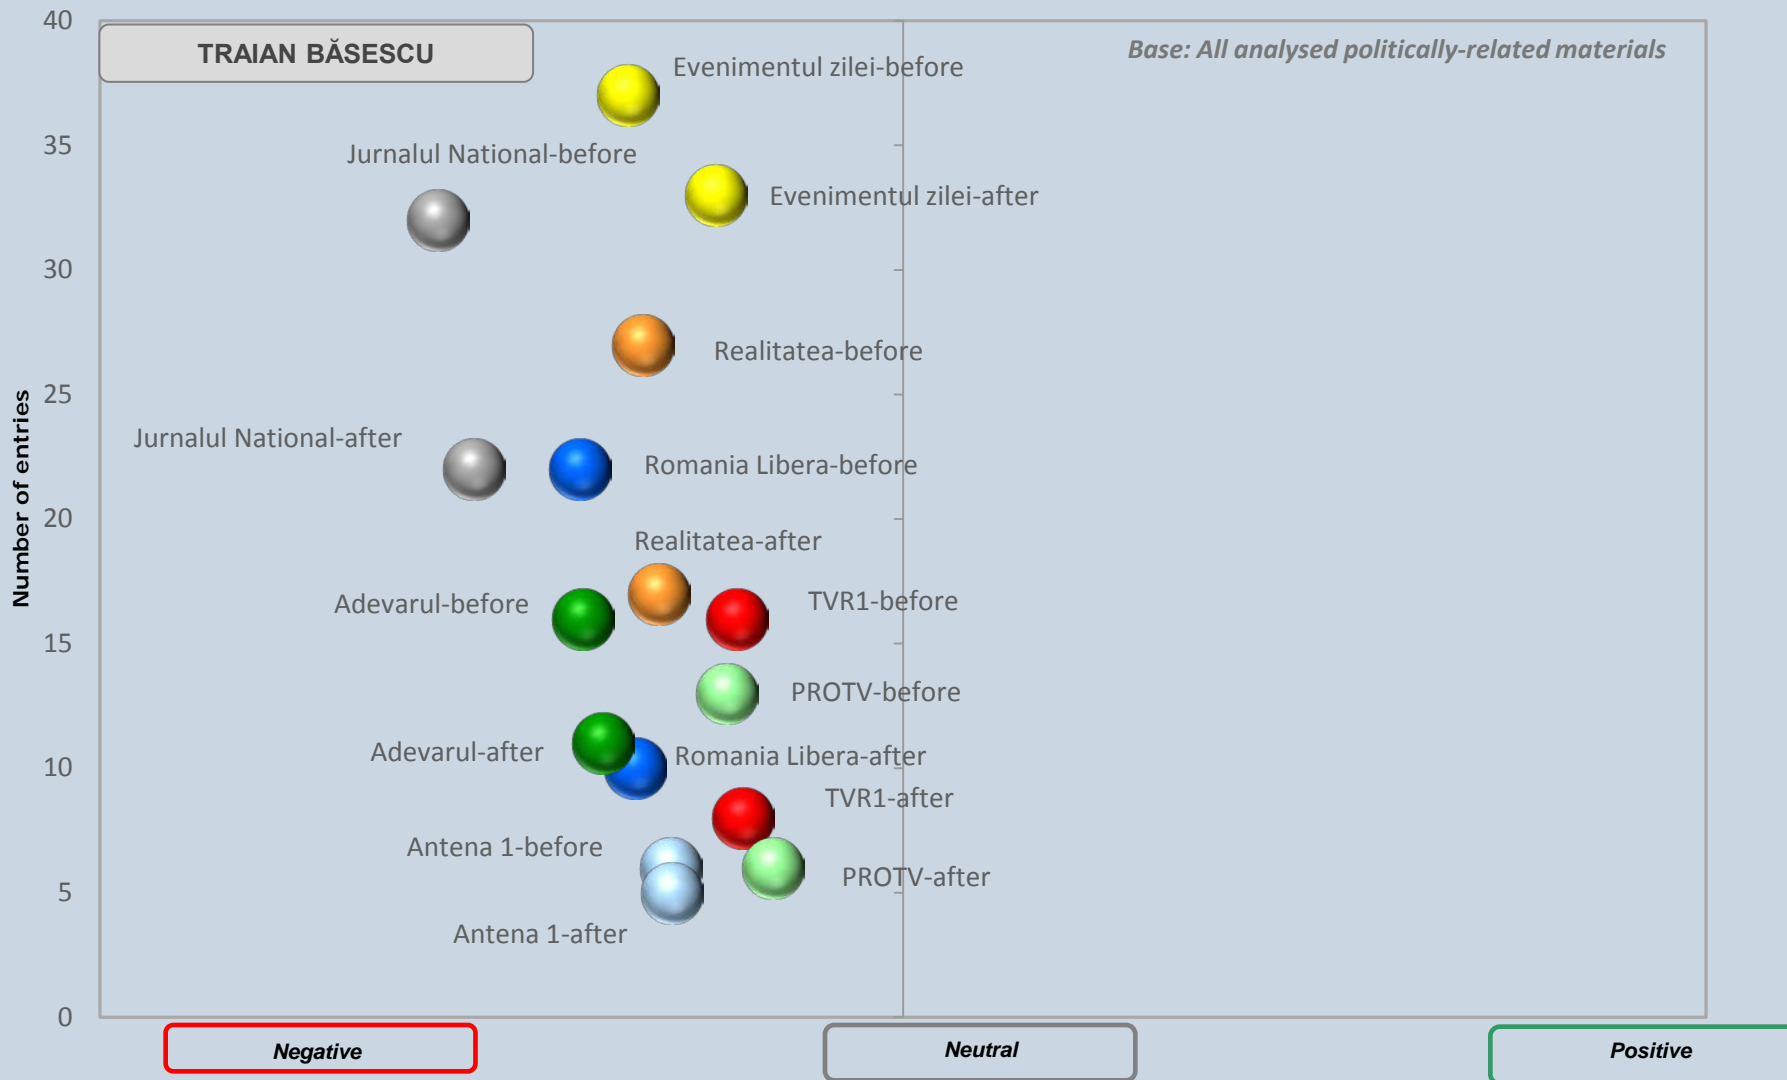 TRAIAN BĂSESCU
Base: All analysed politically-related materials
Number of entries
40
35
30
25
20
15
10
5
0
Evenimentul zilei-before
Jurnalul National-before
Evenimentul zilei-after
Realitatea-before
Jurnalul National-after
Romania Libera-before
Realitatea-after
Adevarul-before
TVR1-before
PROTV-before
Adevarul-after
Romania Libera-after
TVR1-after
Antena 1-before
PROTV-after
Antena 1-after
Negative
Neutral
Positive